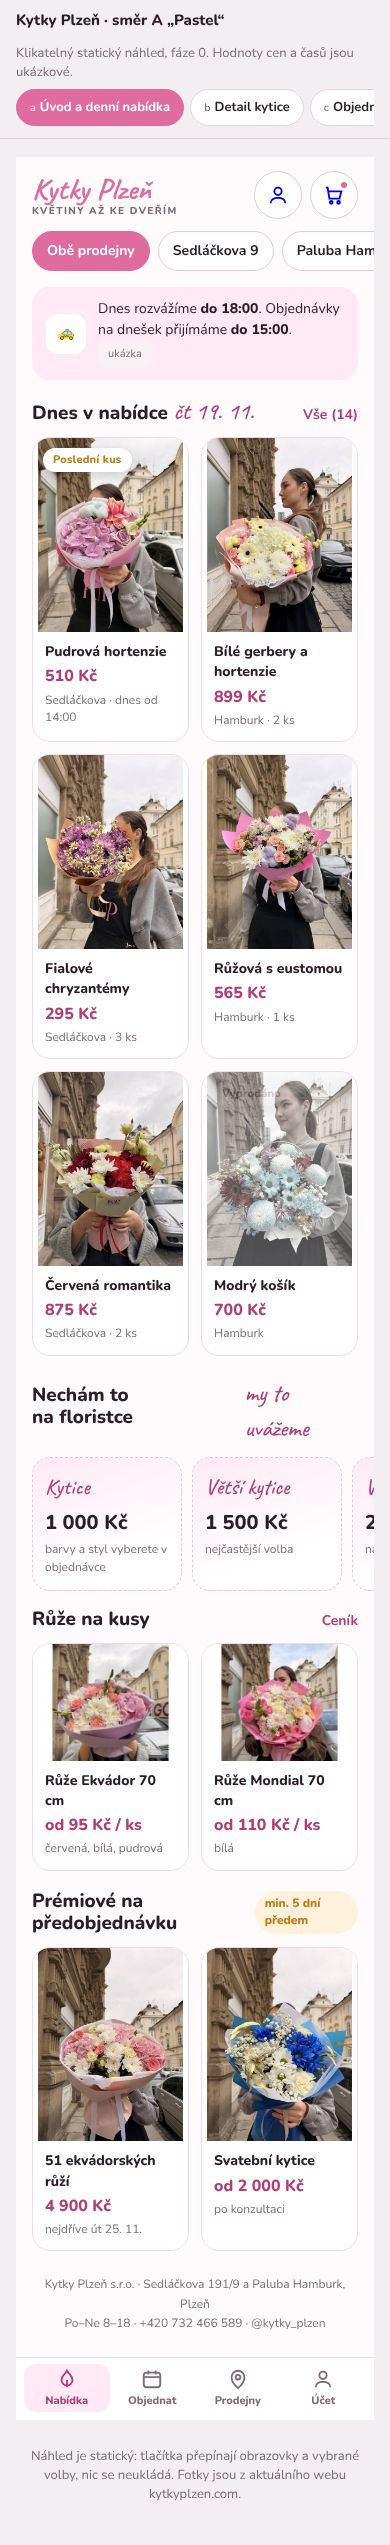 Kytky Plzeň · směr A „Pastel“
Klikatelný statický náhled, fáze 0. Hodnoty cen a časů jsou
ukázkové.
a Úvod a denní nabídka
b Detail kytice
c Objedr
Kytky Plzeň
KVĚTINY AŽ KE DVEŘÍM
Obě prodejny
Sedláčkova 9
Paluba Ham
Dnes rozvážíme do 18:00. Objednávky
na dnešek přijímáme do 15:00.
ukázka
Dnes v nabídce čt 19. 11.
Vše (14)
Poslední kus
Pudrová hortenzie
510 Kč
Sedláčkova · dnes od
14:00
Bílé gerbery a
hortenzie
899 Kč
Hamburk · 2 ks
Fialové
chryzantémy
295 Kč
Sedláčkova · 3 ks
Růžová s eustomou
565 Kč
Hamburk · 1 ks
Červená romantika
875 Kč
Sedláčkova · 2 ks
Vyprodáno
Modrý košík
700 Kč
Hamburk
Nechám to
na floristce
my to
uvážeme
Kytice
1 000 Kč
barvy a styl vyberete v
objednávce
Větší kytice
1 500 Kč
nejčastější volba
V
2
na
Růže na kusy
Ceník
Růže Ekvádor 70
cm
od 95 Kč / ks
červená, bílá, pudrová
Růže Mondial 70
cm
od 110 Kč / ks
bílá
Prémiové na
předobjednávku
min. 5 dní
předem
51 ekvádorských
růží
4 900 Kč
nejdříve út 25. 11.
Svatební kytice
od 2 000 Kč
po konzultaci
Kytky Plzeň s.r.o. · Sedláčkova 191/9 a Paluba Hamburk,
Plzeň
Po–Ne 8–18 · +420 732 466 589 · @kytky_plzen
Nabídka
Objednat
Prodejny
Účet
Náhled je statický: tlačítka přepínají obrazovky a vybrané
volby, nic se neukládá. Fotky jsou z aktuálního webu
kytkyplzen.com.